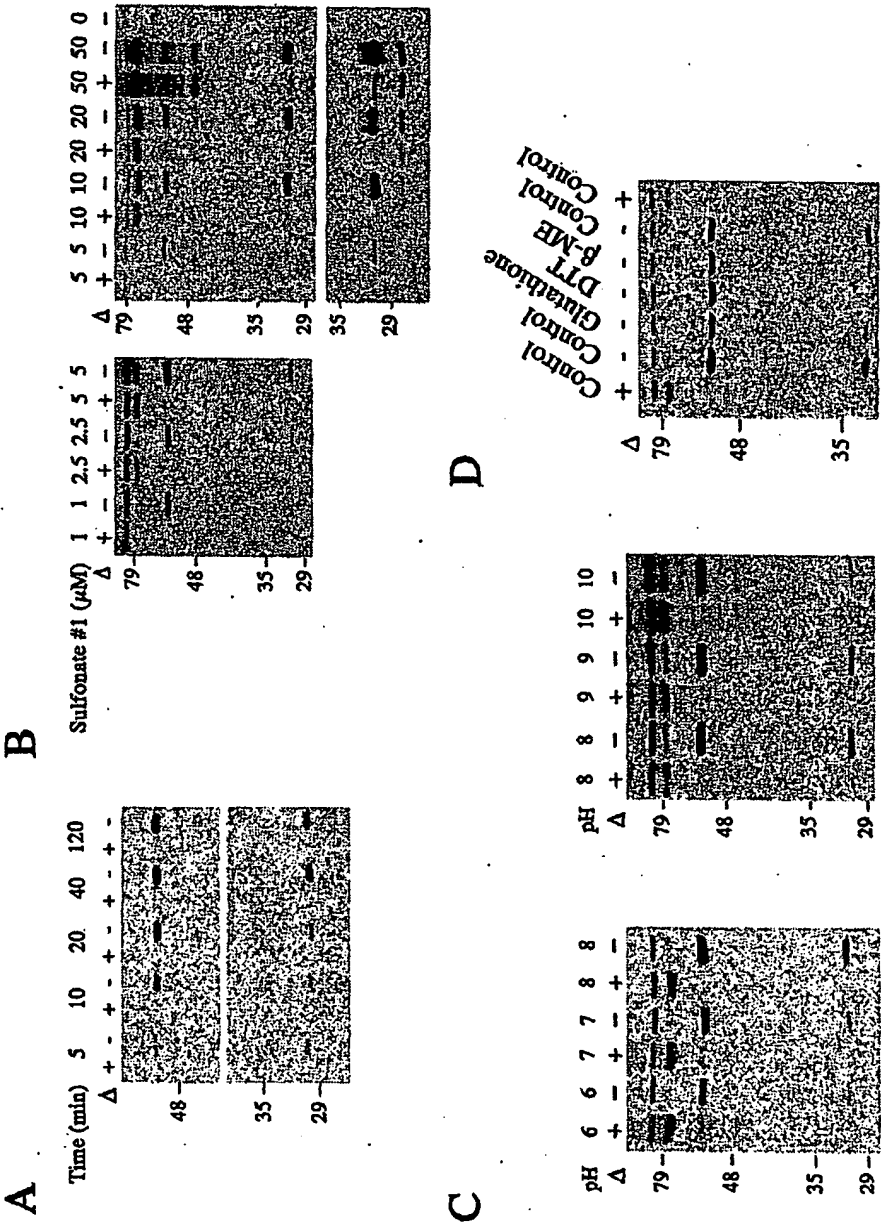 A
Time (min) 5 10 20 40 120
Δ + - + - + - + - + -
48
35
29
B
Sulfonate #1 (μM) 1 1 2.5 2.5 5 5
Δ + - + - + -
79
48
35
29
5 5 10 10 20 20 50 50 0
Δ + - + - + - + - -
79
48
35
29
35
29
C
pH 6 6 7 7 8 8
Δ + - + - + -
79
48
35
29
pH 8 8 9 9 10 10
Δ + - + - + -
79
48
35
29
D
Control
Control
Glutathione
DTT
β-ME
Control
Control
Δ + - - - - - +
79
48
35